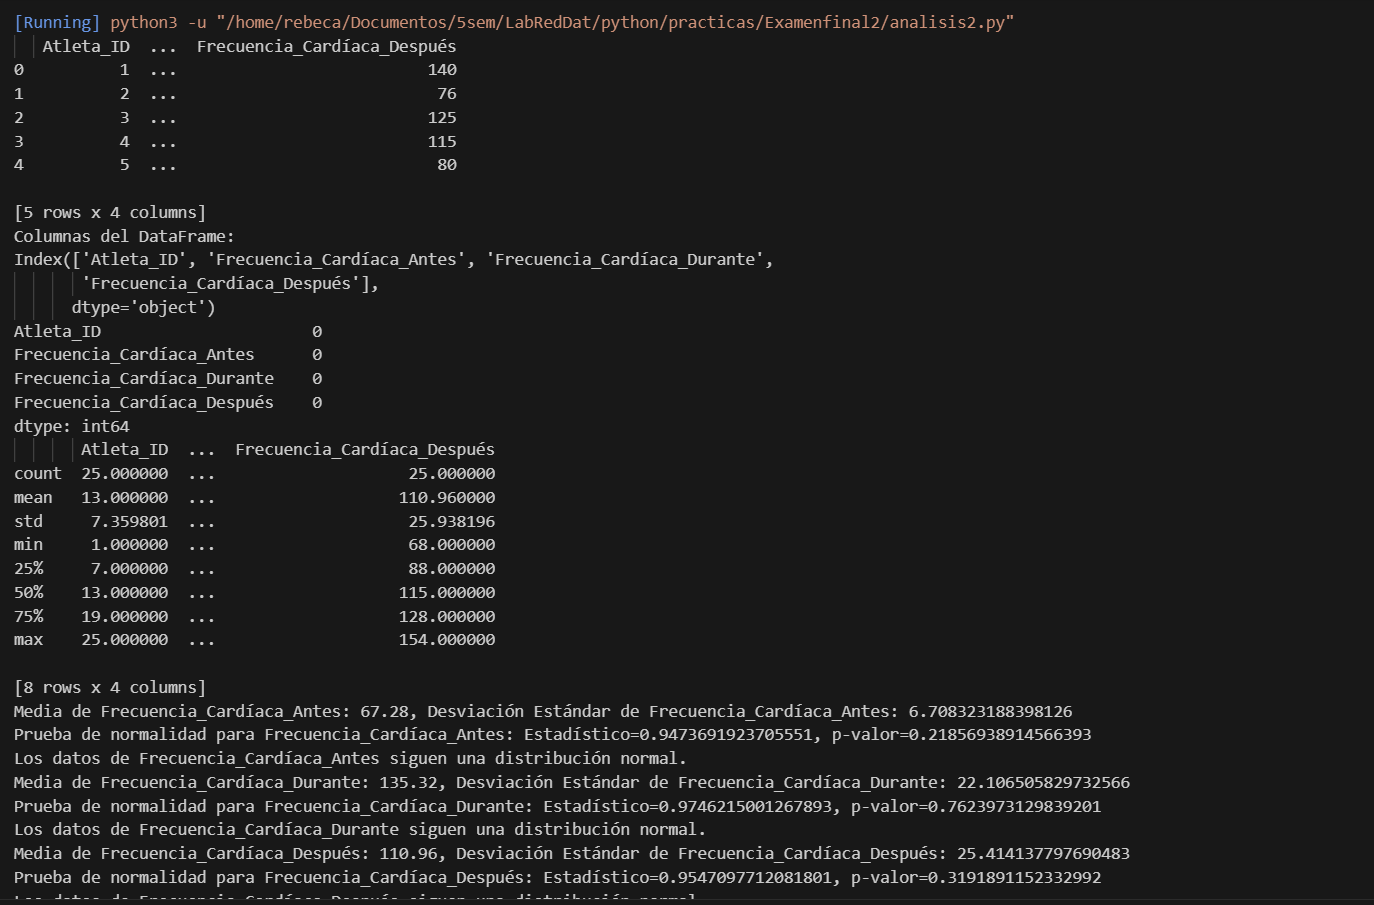 [Running] python3 -u "/home/rebeca/Documentos/5sem/LabRedDat/python/practicas/Examenfinal2/analisis2.py"
Atleta_ID ... Frecuencia_Cardíaca_Después
0 1 ... 140
1 2 ... 76
2 3 ... 125
3 4 ... 115
4 5 ... 80
[5 rows x 4 columns]
Columnas del DataFrame:
Index(['Atleta_ID', 'Frecuencia_Cardíaca_Antes', 'Frecuencia_Cardíaca_Durante',
'Frecuencia_Cardíaca_Después'],
dtype='object')
Atleta_ID 0
Frecuencia_Cardíaca_Antes 0
Frecuencia_Cardíaca_Durante 0
Frecuencia_Cardíaca_Después 0
dtype: int64
Atleta_ID ... Frecuencia_Cardíaca_Después
count 25.000000 ... 25.000000
mean 13.000000 ... 110.960000
std 7.359801 ... 25.938196
min 1.000000 ... 68.000000
25% 7.000000 ... 88.000000
50% 13.000000 ... 115.000000
75% 19.000000 ... 128.000000
max 25.000000 ... 154.000000
[8 rows x 4 columns]
Media de Frecuencia_Cardíaca_Antes: 67.28, Desviación Estándar de Frecuencia_Cardíaca_Antes: 6.708323188398126
Prueba de normalidad para Frecuencia_Cardíaca_Antes: Estadístico=0.9473691923705551, p-valor=0.21856938914566393
Los datos de Frecuencia_Cardíaca_Antes siguen una distribución normal.
Media de Frecuencia_Cardíaca_Durante: 135.32, Desviación Estándar de Frecuencia_Cardíaca_Durante: 22.106505829732566
Prueba de normalidad para Frecuencia_Cardíaca_Durante: Estadístico=0.9746215001267893, p-valor=0.7623973129839201
Los datos de Frecuencia_Cardíaca_Durante siguen una distribución normal.
Media de Frecuencia_Cardíaca_Después: 110.96, Desviación Estándar de Frecuencia_Cardíaca_Después: 25.414137797690483
Prueba de normalidad para Frecuencia_Cardíaca_Después: Estadístico=0.9547097712081801, p-valor=0.3191891152332992
Los datos de Frecuencia_Cardíaca_Después siguen una distribución normal.